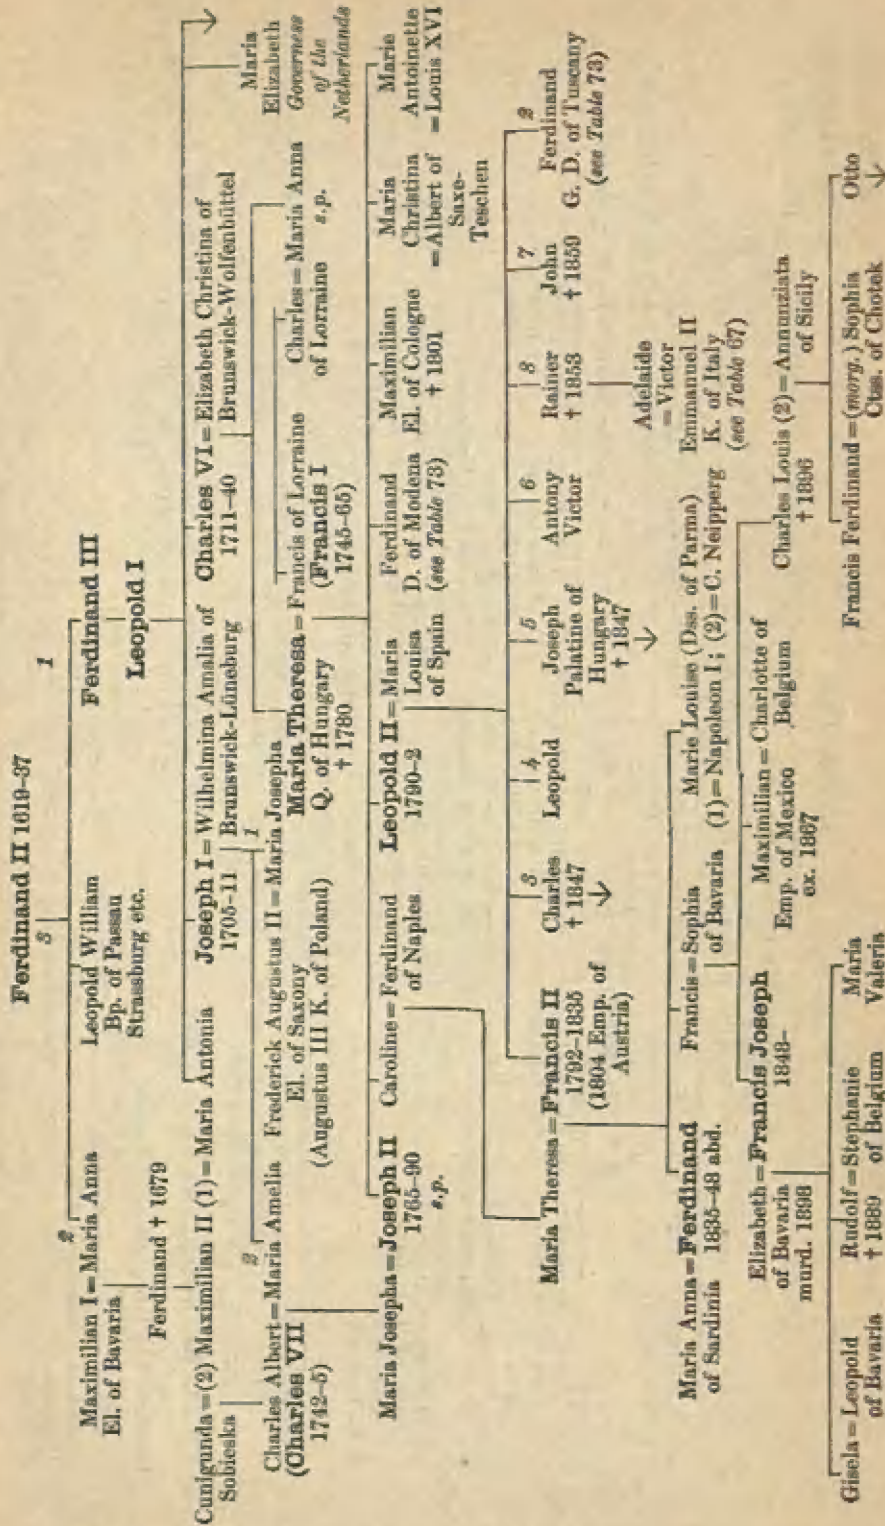 Ferdinand II 1619-37
2
3
1
Maximilian I = Maria Anna
El. of Bavaria
Leopold William
Bp. of Passau
Strassburg etc.
Ferdinand III
Ferdinand † 1679
Leopold I
Cunigunda = (2) Maximilian II (1) = Maria Antonia
Sobieska
Joseph I = Wilhelmina Amalia of
1705-11
Brunswick-Lüneburg
Charles VI = Elizabeth Christina of
1711-40
Brunswick-Wolfenbüttel
Maria
Elizabeth
Governess
of the
Netherlands
2
1
Charles Albert = Maria Amelia
(Charles VII
1742-5)
Frederick Augustus II = Maria Josepha
El. of Saxony
(Augustus III K. of Poland)
Maria Theresa = Francis of Lorraine
Q. of Hungary
† 1780
(Francis I
1745-65)
Charles = Maria Anna
of Lorraine
s.p.
Maria Josepha = Joseph II
1765-90
s.p.
Caroline = Ferdinand
of Naples
Leopold II = Maria
1790-2
Louisa
of Spain
Ferdinand
D. of Modena
(see Table 73)
Maximilian
El. of Cologne
† 1801
Maria
Christina
= Albert of
Saxe-
Teschen
Marie
Antoinette
= Louis XVI
Maria Theresa = Francis II
1792-1835
(1804 Emp. of
Austria)
3
Charles
† 1847
4
Leopold
5
Joseph
Palatine of
Hungary
† 1847
6
Antony
Victor
8
Rainer
† 1853
7
John
† 1859
2
Ferdinand
G. D. of Tuscany
(see Table 73)
Adelaide
= Victor
Emmanuel II
K. of Italy
(see Table 67)
Maria Anna = Ferdinand
of Sardinia
1835-48 abd.
Francis = Sophia
of Bavaria
Marie Louise (Dss. of Parma)
(1) = Napoleon I; (2) = C. Neipperg
Elizabeth = Francis Joseph
of Bavaria
murd. 1898
1848-
Maximilian = Charlotte of
Emp. of Mexico
Belgium
ex. 1867
Charles Louis (2) = Annunziata
† 1896
of Sicily
Gisela = Leopold
of Bavaria
Rudolf = Stephanie
† 1889
of Belgium
Maria
Valeria
Francis Ferdinand = (morg.) Sophia
Ctss. of Chotek
Otto